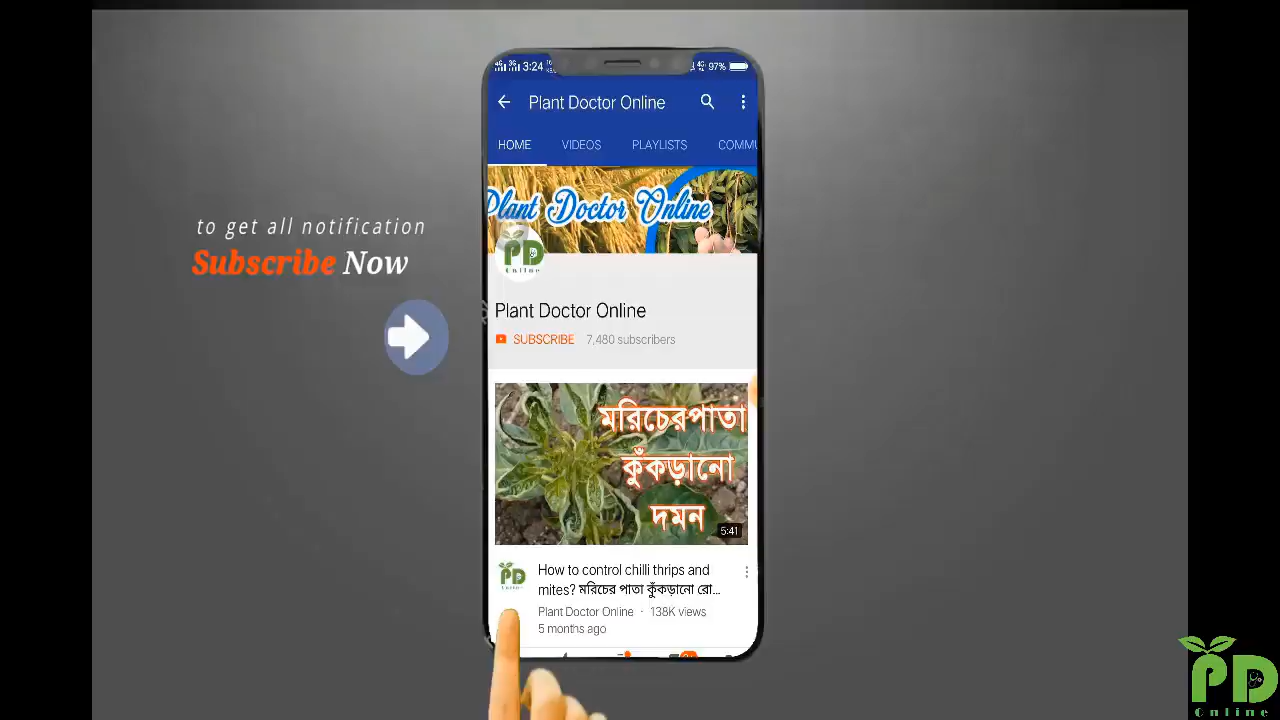 to get all notification
Subscribe Now
3:24
97%
Plant Doctor Online
HOME VIDEOS PLAYLISTS COMMU
Plant Doctor Online
PD
Online
Plant Doctor Online
SUBSCRIBE 7,480 subscribers
মরিচেরপাতা
কুঁকড়ানো
দমন
5:41
PD
How to control chilli thrips and
mites? মরিচের পাতা কুঁকড়ানো রো...
Plant Doctor Online · 138K views
5 months ago
PD
Online